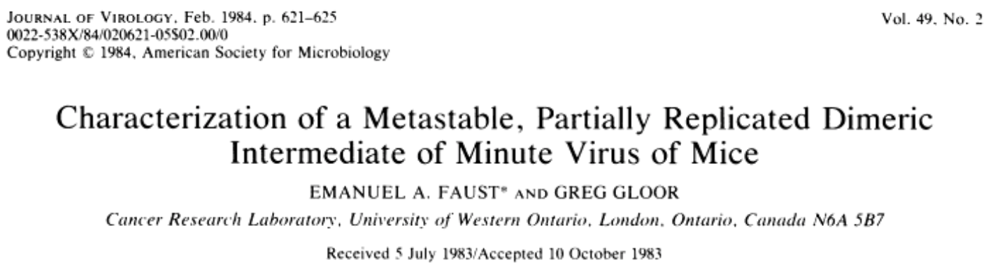 JOURNAL OF VIROLOGY, Feb. 1984, p. 621–625
Vol. 49, No. 2
0022-538X/84/020621-05$02.00/0
Copyright © 1984, American Society for Microbiology
Characterization of a Metastable, Partially Replicated Dimeric
Intermediate of Minute Virus of Mice
EMANUEL A. FAUST* AND GREG GLOOR
Cancer Research Laboratory, University of Western Ontario, London, Ontario, Canada N6A 5B7
Received 5 July 1983/Accepted 10 October 1983